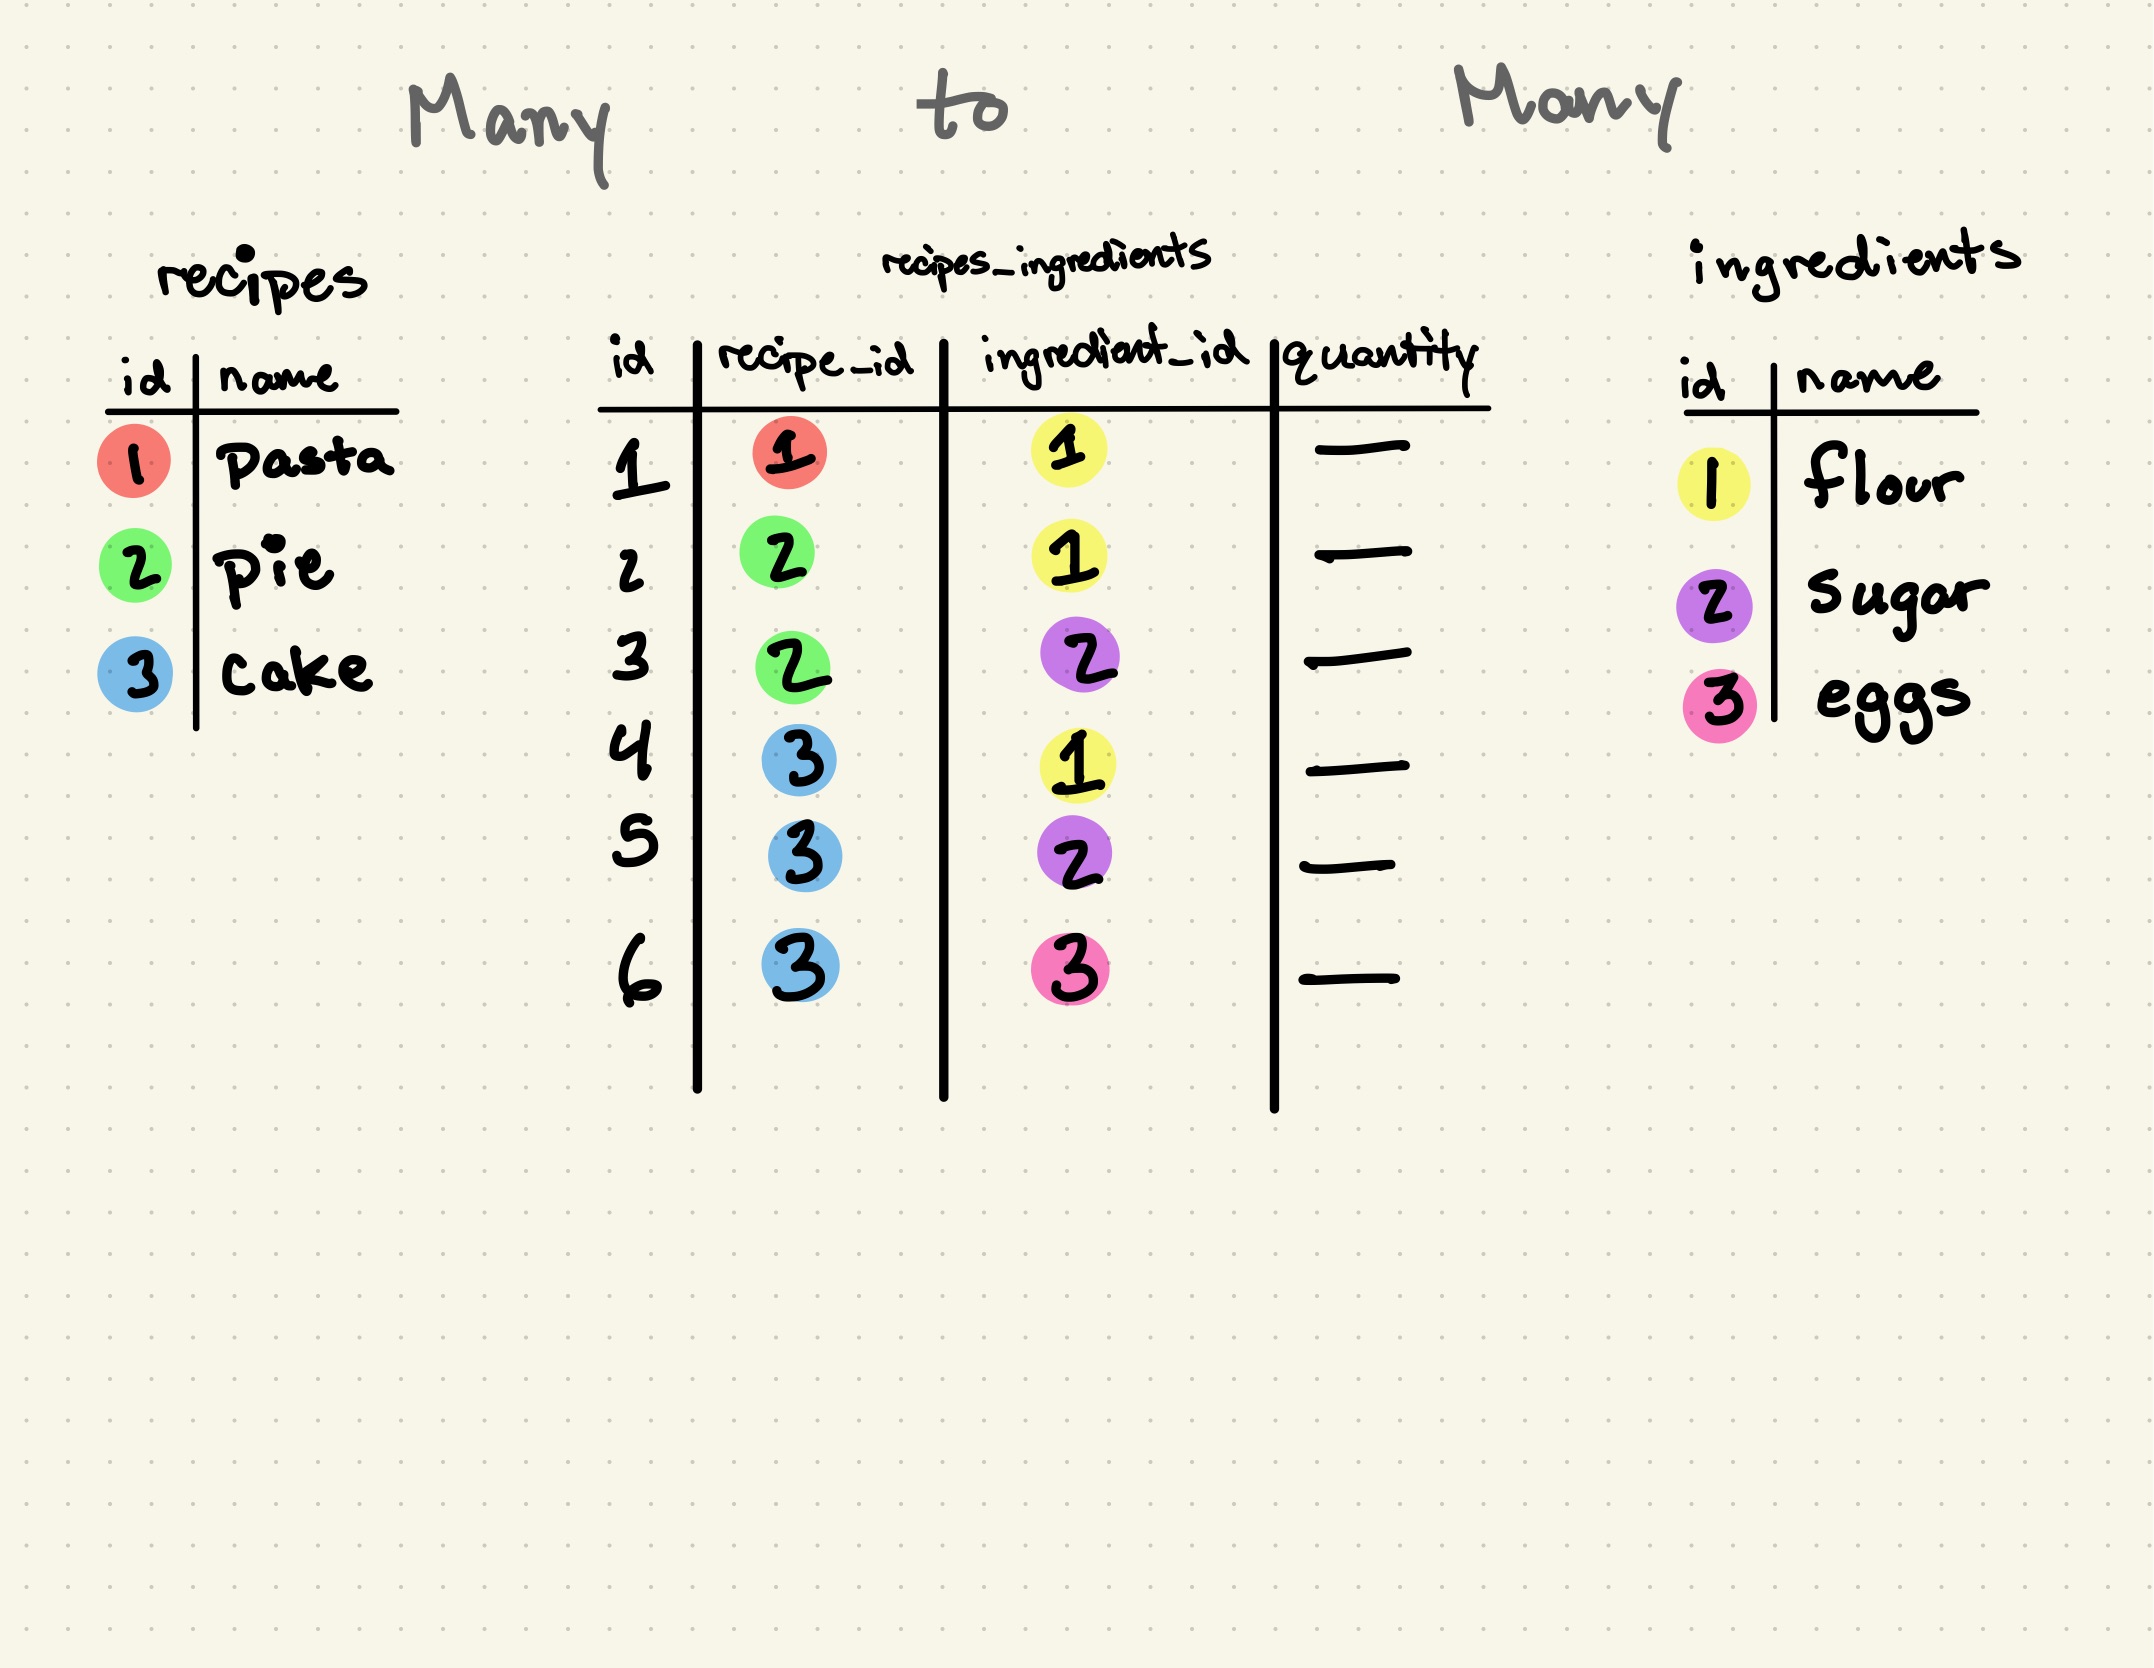 Many to Many
recipes
id name
1 Pasta
2 pie
3 cake
recipes_ingredients
id recipe_id ingredient_id quantity
1 1 1 —
2 2 1 —
3 2 2 —
4 3 1 —
5 3 2 —
6 3 3 —
ingredients
id name
1 flour
2 sugar
3 eggs